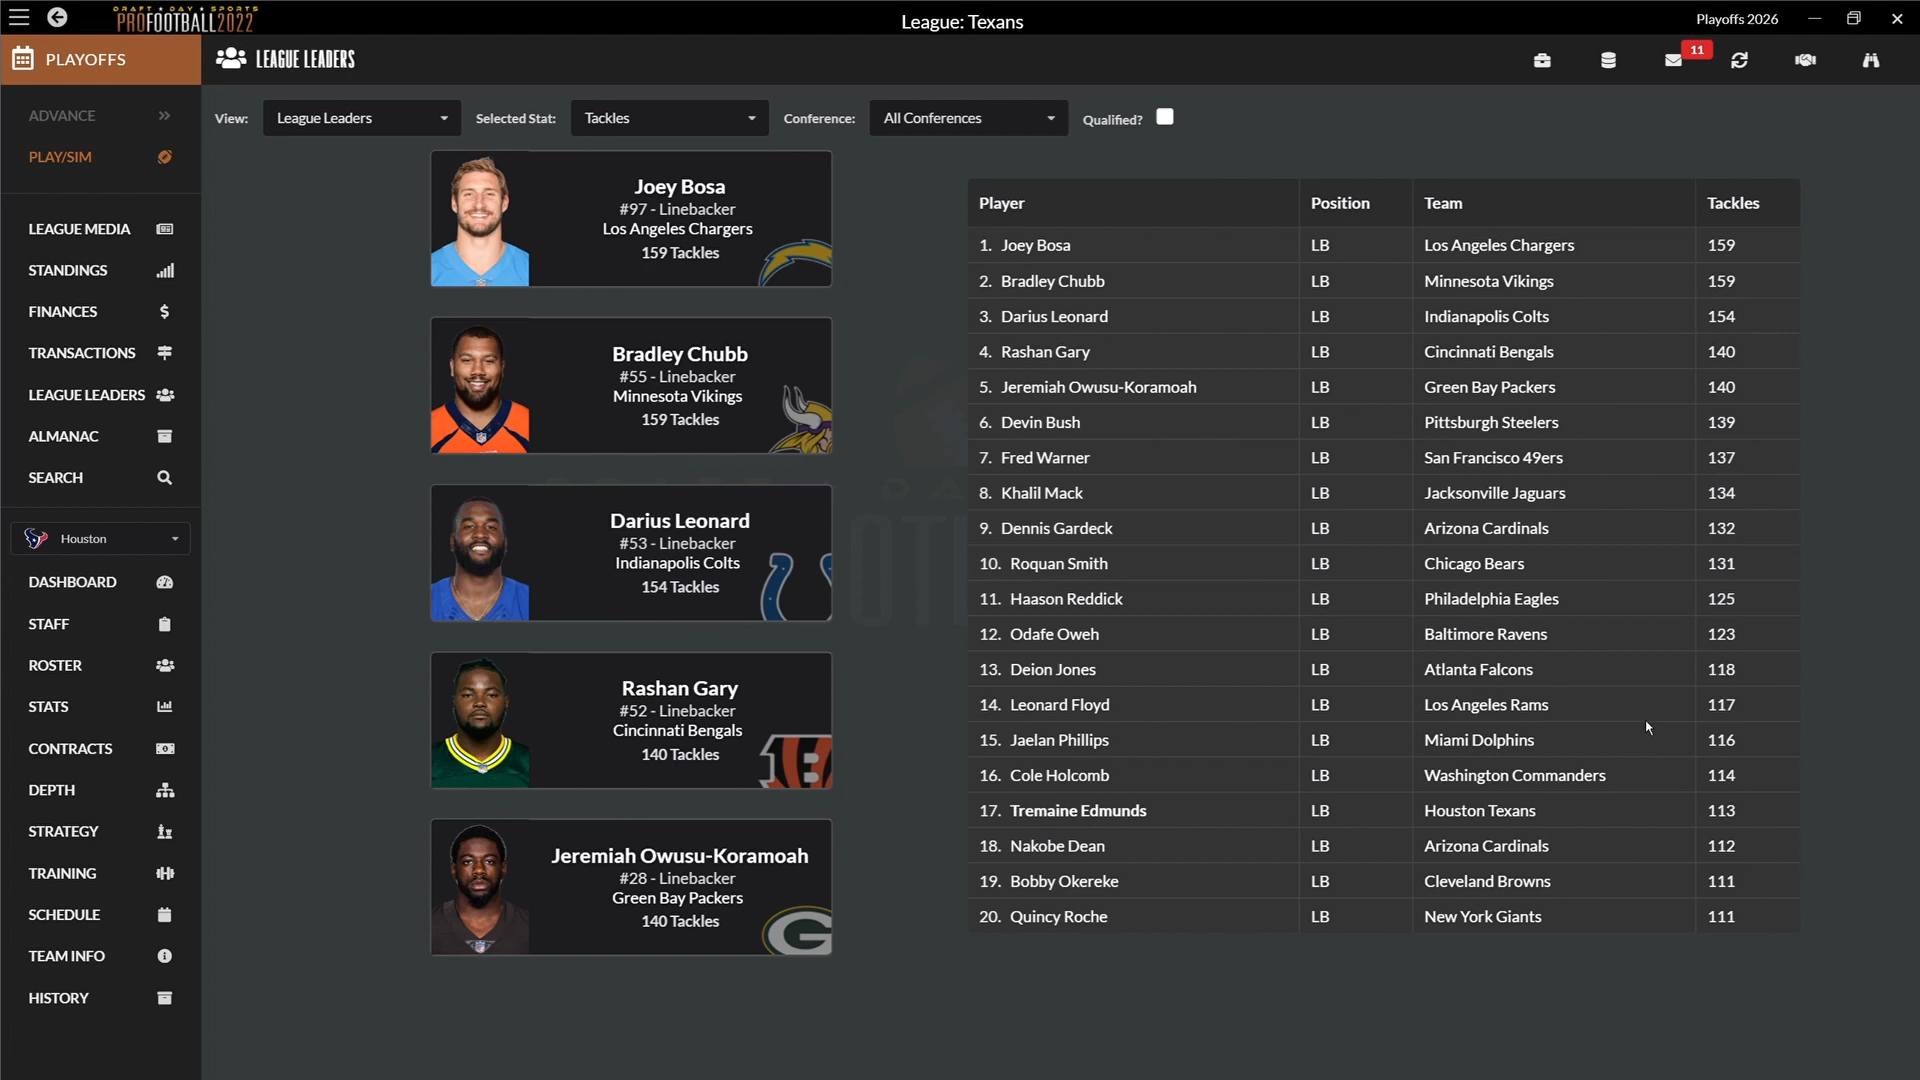 DRAFT DAY SPORTS
PROFOOTBALL2022
League: Texans
Playoffs 2026
PLAYOFFS
LEAGUE LEADERS
11
ADVANCE
PLAY/SIM
LEAGUE MEDIA
STANDINGS
FINANCES
$
TRANSACTIONS
LEAGUE LEADERS
ALMANAC
SEARCH
Houston
DASHBOARD
STAFF
ROSTER
STATS
CONTRACTS
DEPTH
STRATEGY
TRAINING
SCHEDULE
TEAM INFO
HISTORY
View: League Leaders Selected Stat: Tackles Conference: All Conferences Qualified?
Joey Bosa
#97 - Linebacker
Los Angeles Chargers
159 Tackles
Bradley Chubb
#55 - Linebacker
Minnesota Vikings
159 Tackles
Darius Leonard
#53 - Linebacker
Indianapolis Colts
154 Tackles
Rashan Gary
#52 - Linebacker
Cincinnati Bengals
140 Tackles
Jeremiah Owusu-Koramoah
#28 - Linebacker
Green Bay Packers
140 Tackles
Player Position Team Tackles
1. Joey Bosa LB Los Angeles Chargers 159
2. Bradley Chubb LB Minnesota Vikings 159
3. Darius Leonard LB Indianapolis Colts 154
4. Rashan Gary LB Cincinnati Bengals 140
5. Jeremiah Owusu-Koramoah LB Green Bay Packers 140
6. Devin Bush LB Pittsburgh Steelers 139
7. Fred Warner LB San Francisco 49ers 137
8. Khalil Mack LB Jacksonville Jaguars 134
9. Dennis Gardeck LB Arizona Cardinals 132
10. Roquan Smith LB Chicago Bears 131
11. Haason Reddick LB Philadelphia Eagles 125
12. Odafe Oweh LB Baltimore Ravens 123
13. Deion Jones LB Atlanta Falcons 118
14. Leonard Floyd LB Los Angeles Rams 117
15. Jaelan Phillips LB Miami Dolphins 116
16. Cole Holcomb LB Washington Commanders 114
17. Tremaine Edmunds LB Houston Texans 113
18. Nakobe Dean LB Arizona Cardinals 112
19. Bobby Okereke LB Cleveland Browns 111
20. Quincy Roche LB New York Giants 111